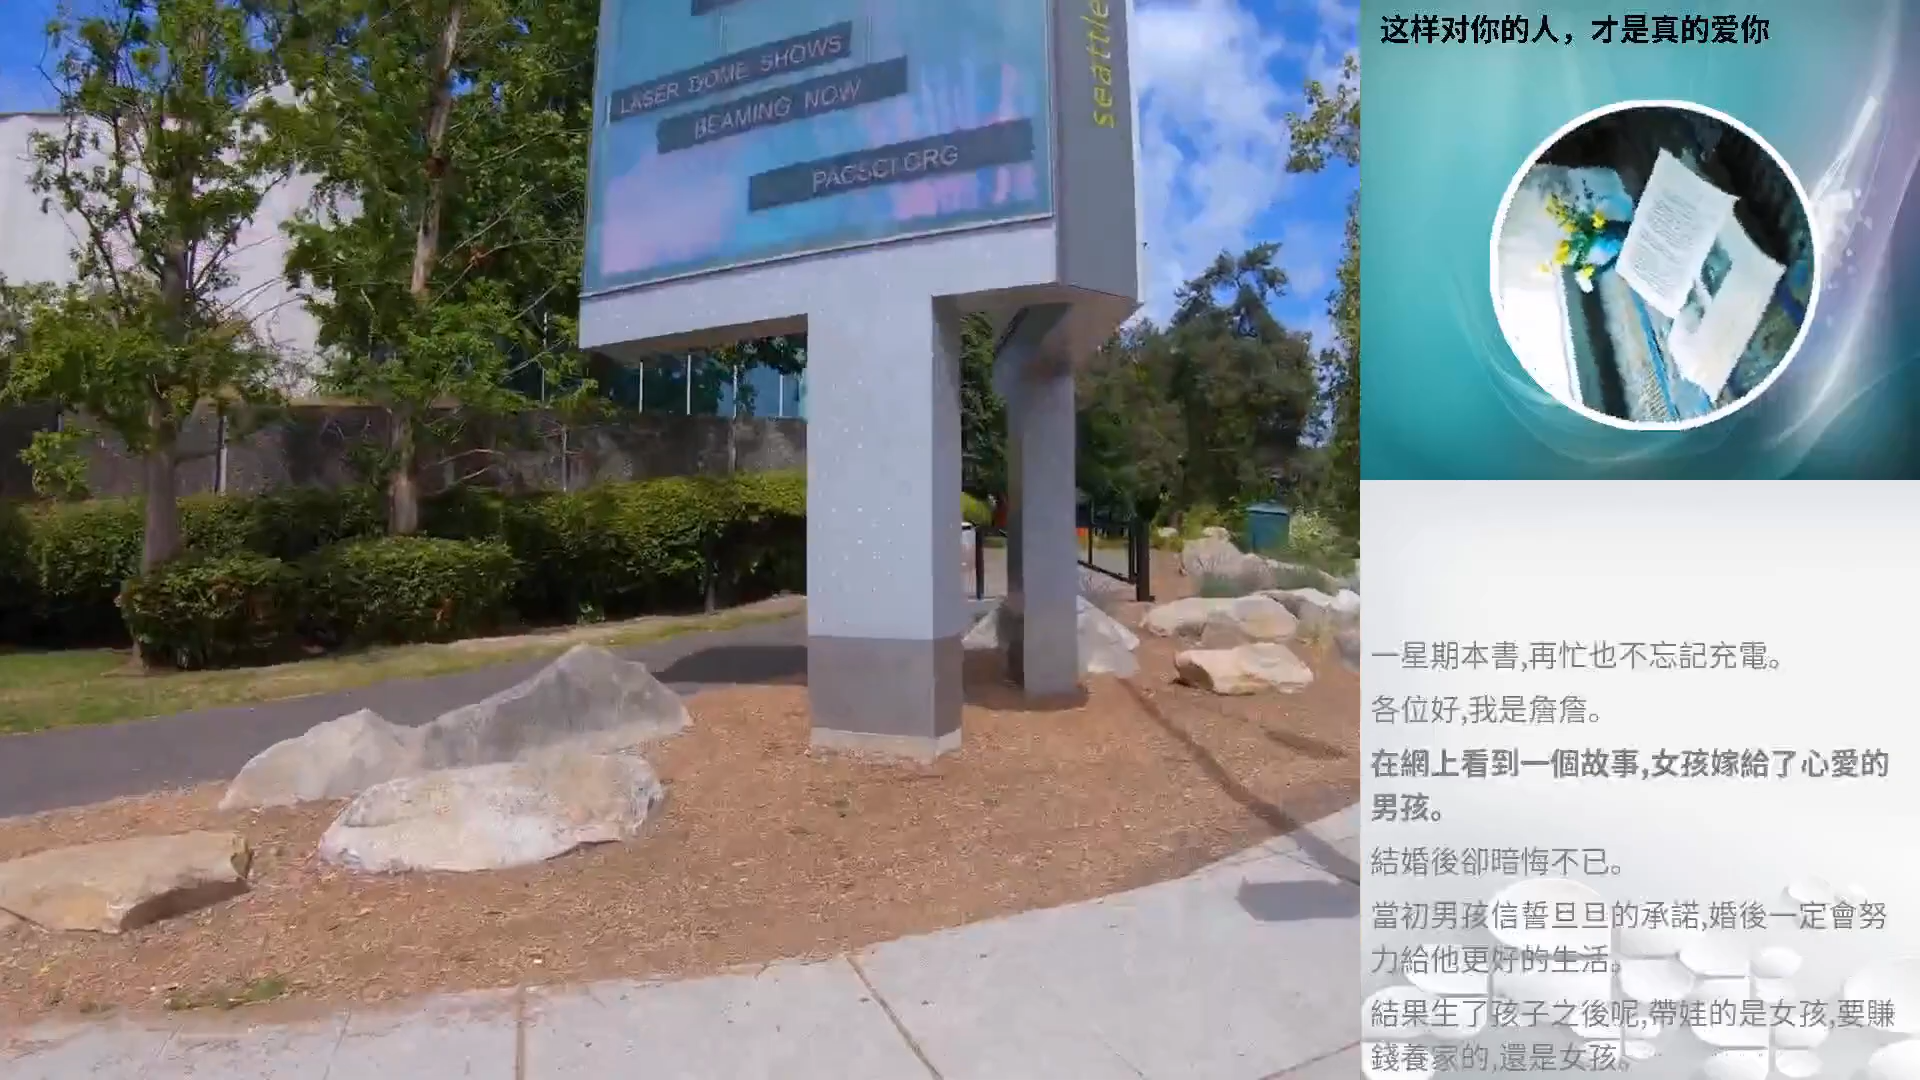 LASER DOME SHOWS
BEAMING NOW
PACSCI.ORG
seattle
这样对你的人，才是真的爱你
一星期本書,再忙也不忘記充電。
各位好,我是詹詹。
在網上看到一個故事,女孩嫁給了心愛的
男孩。
結婚後卻暗悔不已。
當初男孩信誓旦旦的承諾,婚後一定會努
力給他更好的生活。
結果生了孩子之後呢,帶娃的是女孩,要賺
錢養家的,還是女孩。